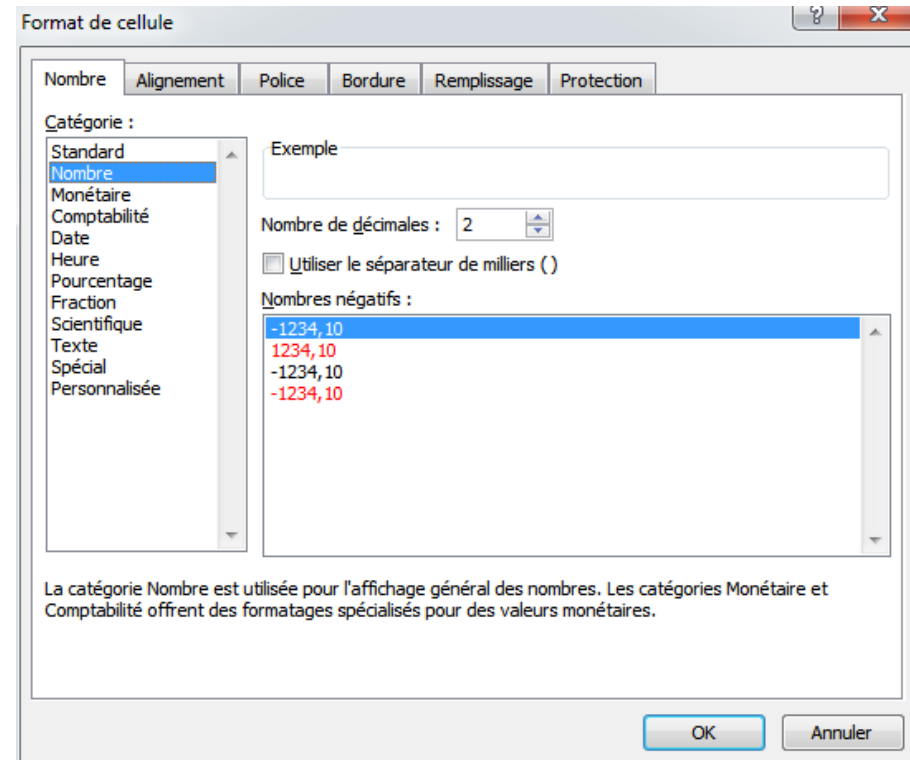 Format de cellule
Nombre Alignement Police Bordure Remplissage Protection
Catégorie :
Standard
Nombre
Monétaire
Comptabilité
Date
Heure
Pourcentage
Fraction
Scientifique
Texte
Spécial
Personnalisée
Exemple
Nombre de décimales : 2
Utiliser le séparateur de milliers ( )
Nombres négatifs :
-1234,10
1234,10
-1234,10
-1234,10
La catégorie Nombre est utilisée pour l'affichage général des nombres. Les catégories Monétaire et
Comptabilité offrent des formatages spécialisés pour des valeurs monétaires.
OK Annuler